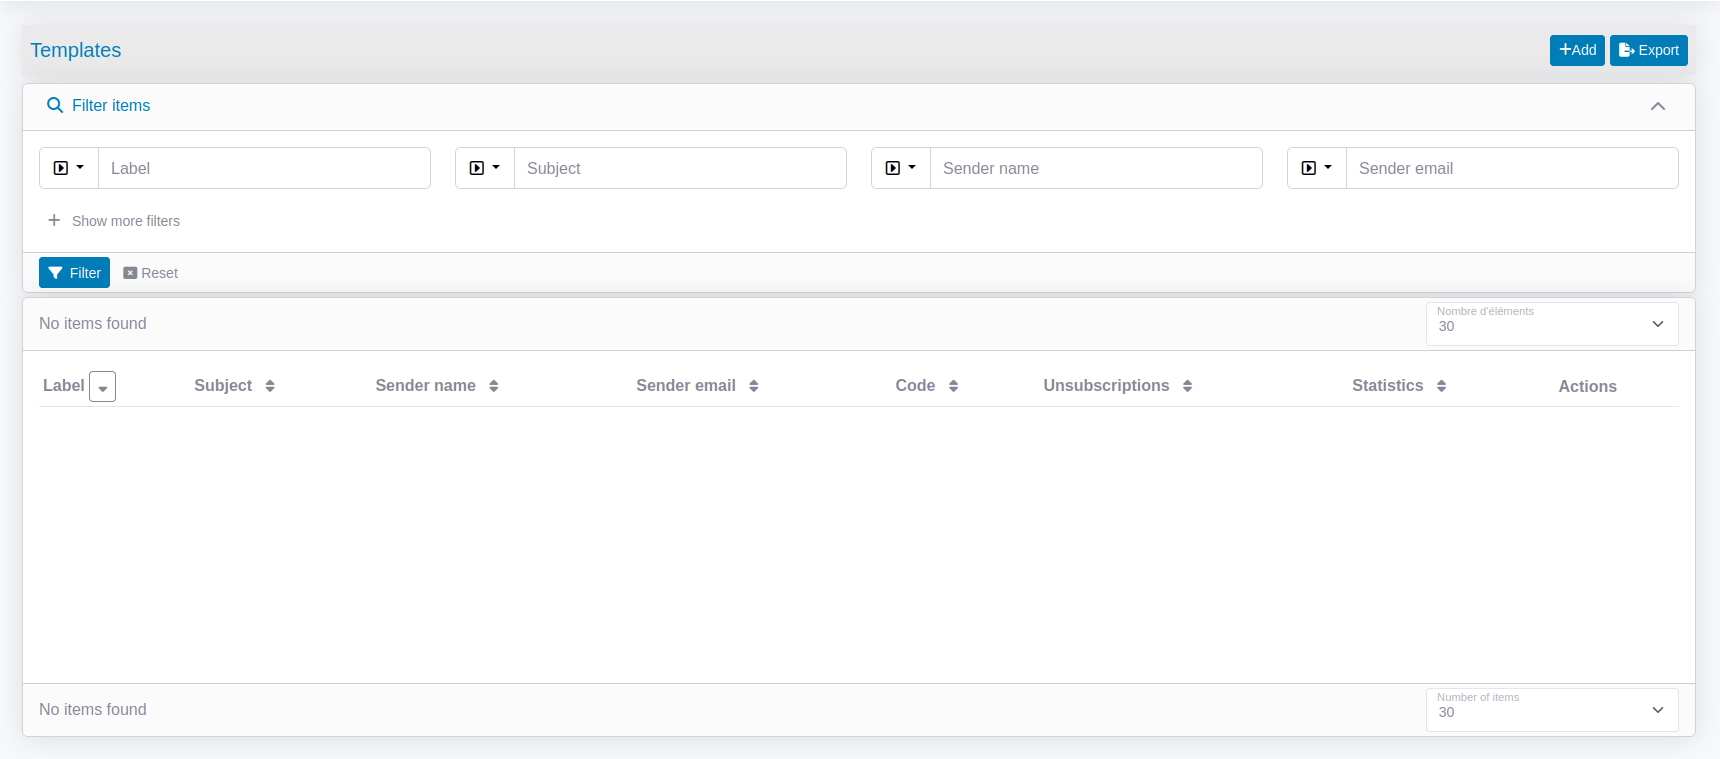 Templates
Add
Export
Filter items
Label
Subject
Sender name
Sender email
Show more filters
Filter
Reset
No items found
Nombre d'éléments
30
Label
Subject
Sender name
Sender email
Code
Unsubscriptions
Statistics
Actions
No items found
Number of items
30